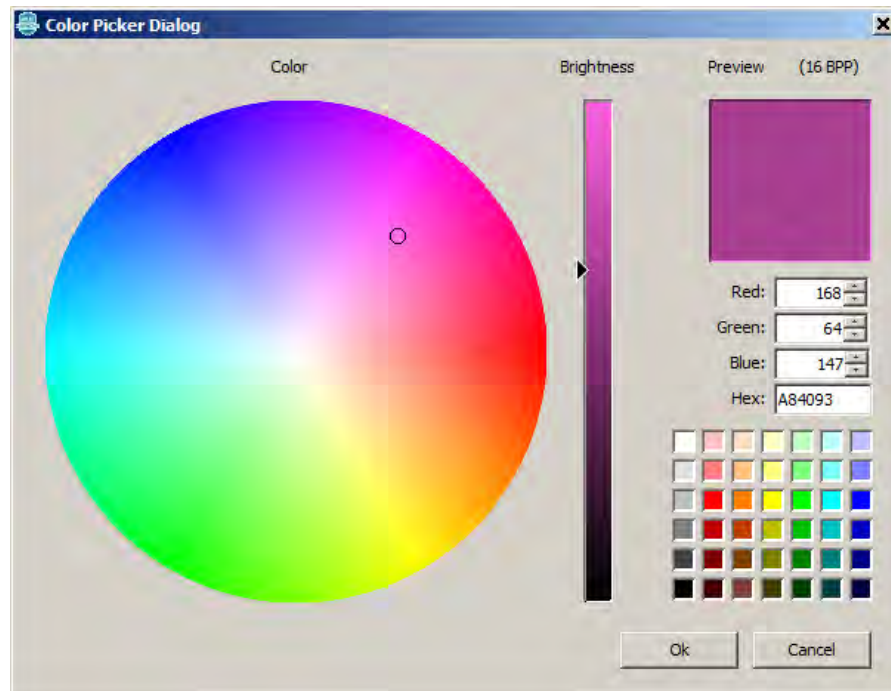 Color Picker Dialog
Color
Brightness
Preview (16 BPP)
Red: 168
Green: 64
Blue: 147
Hex: A84093
Ok Cancel